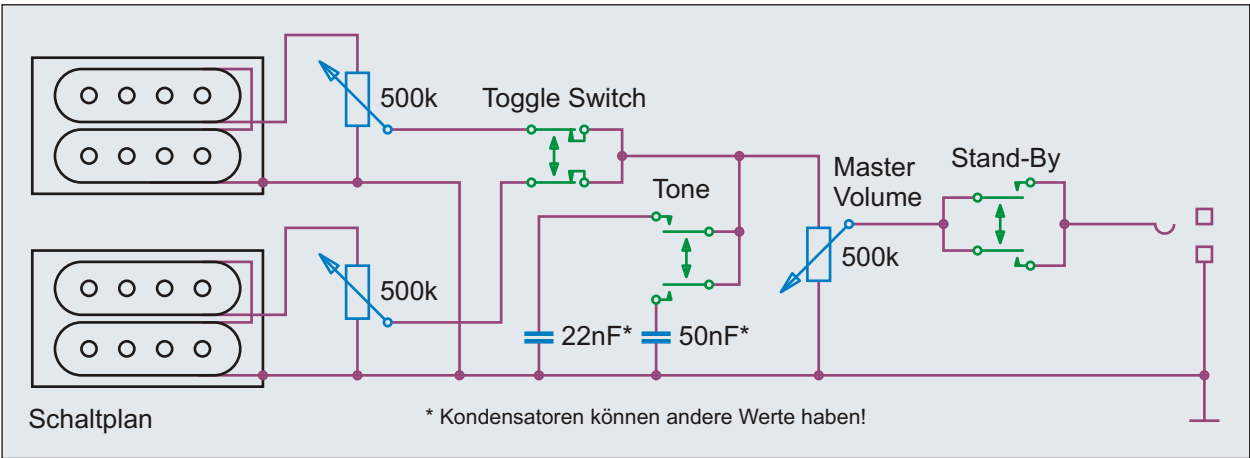 500k
Toggle Switch
Stand-By
Master
Volume
Tone
500k
500k
22nF*
50nF*
Schaltplan
* Kondensatoren können andere Werte haben!